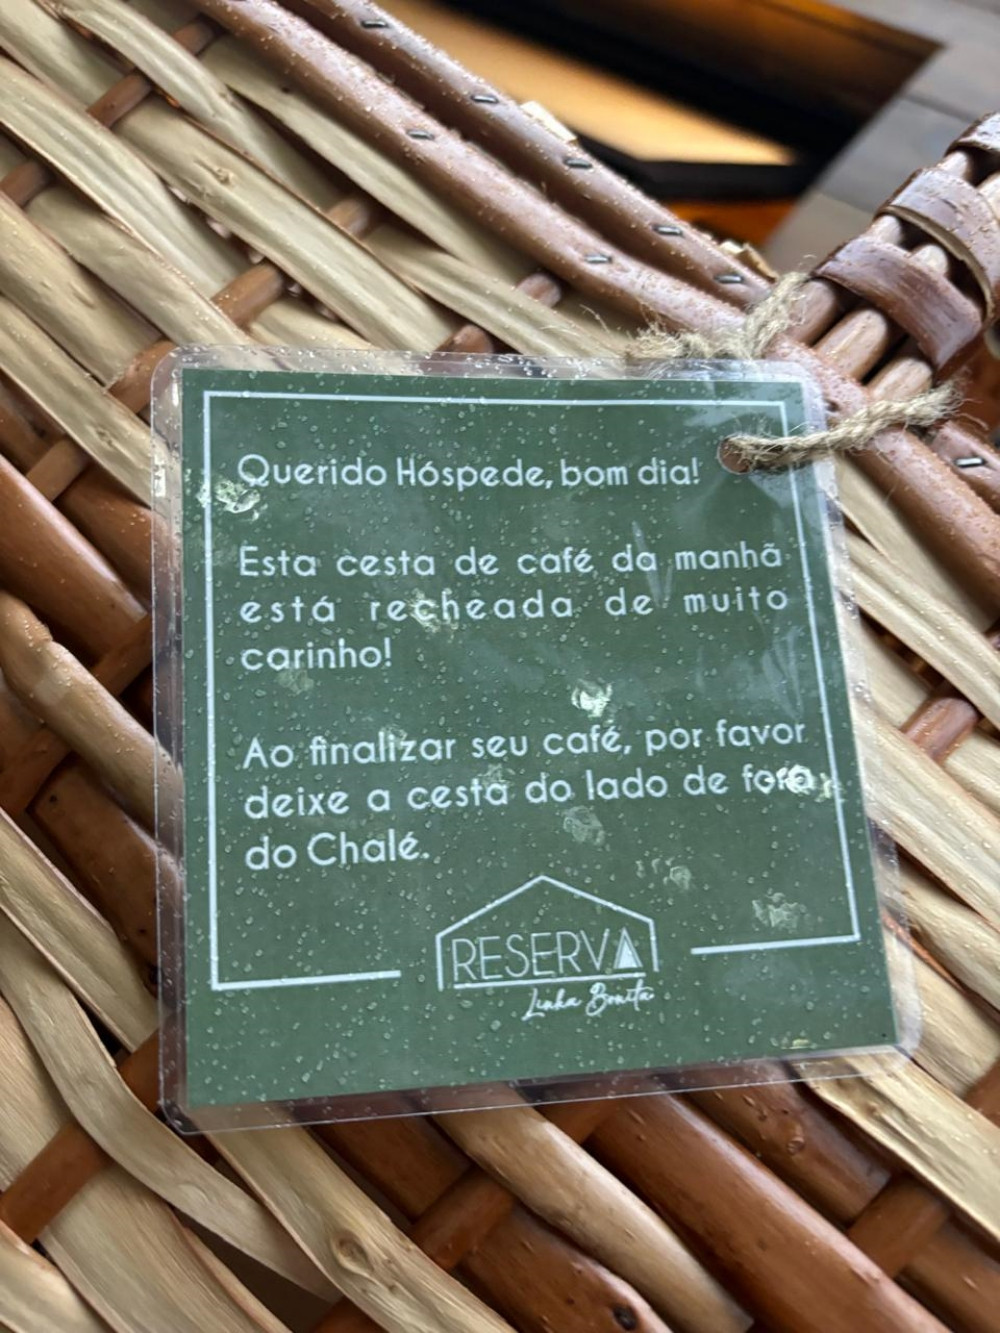 Querido Hóspede, bom dia!
Esta cesta de café da manhã
está recheada de muito
carinho!
Ao finalizar seu café, por favor
deixe a cesta do lado de fora
do Chalé.
RESERVA
Linha Bonita